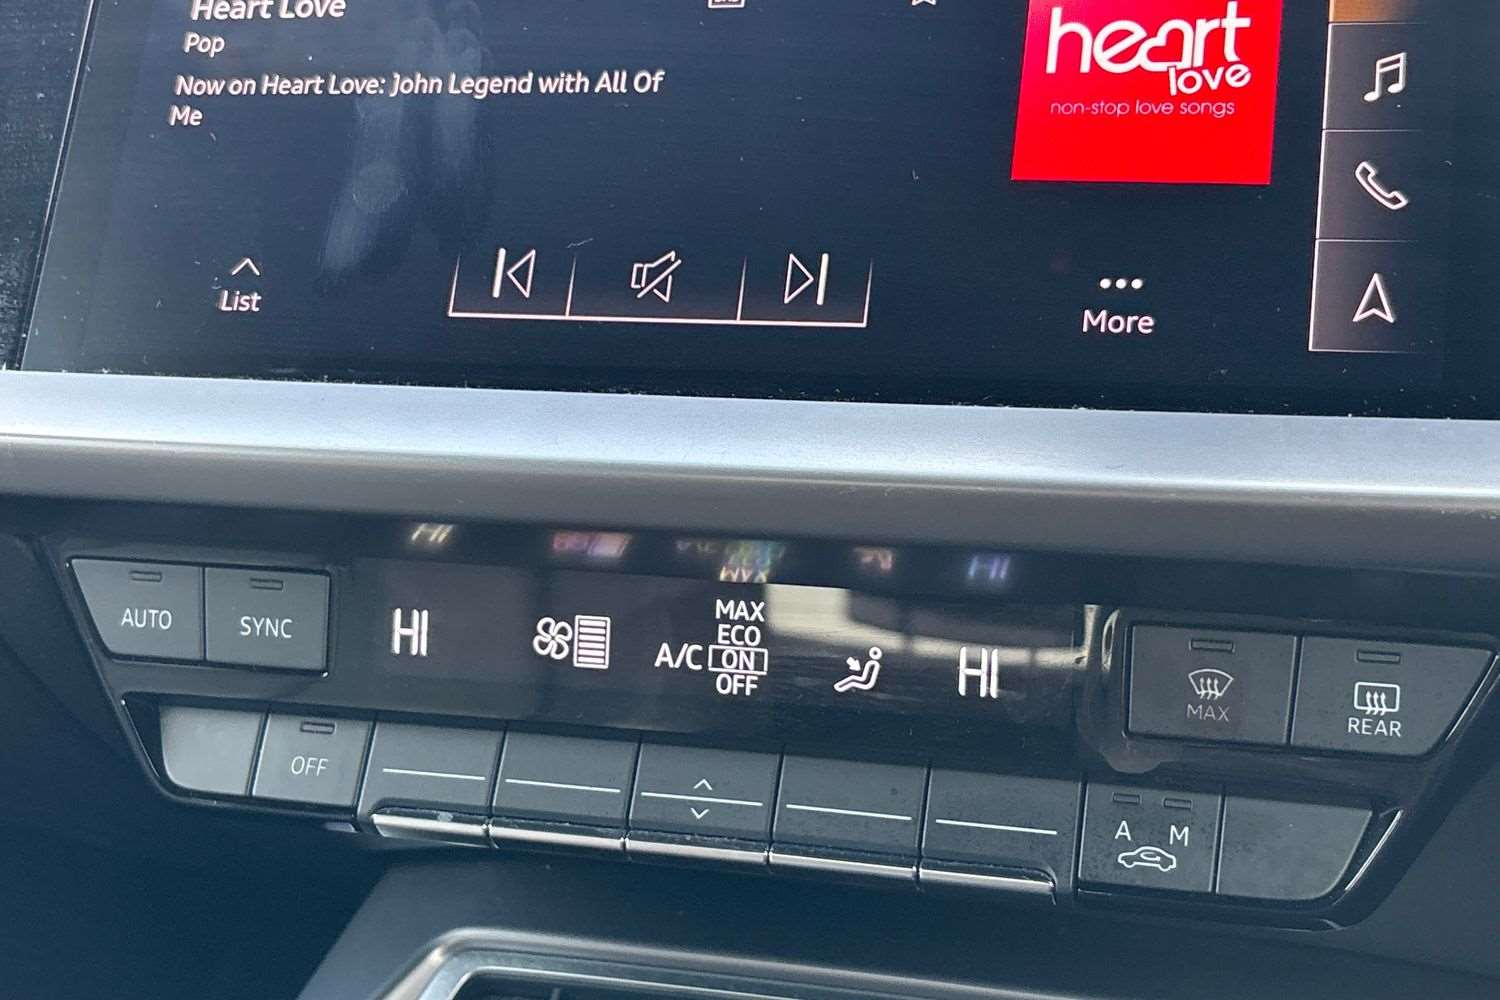 Heart Love
Pop
Now on Heart Love: John Legend with All Of
Me
heart
love
non-stop love songs
List
More
AUTO
SYNC
HI
A/C
MAX
ECO
ON
OFF
HI
MAX
REAR
OFF
A M